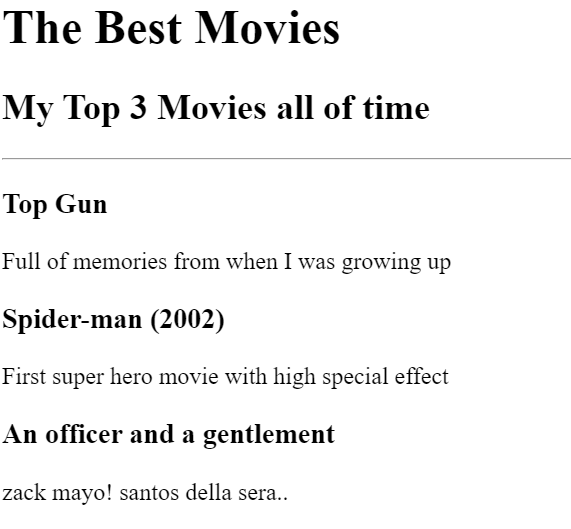 The Best Movies
My Top 3 Movies all of time
Top Gun
Full of memories from when I was growing up
Spider-man (2002)
First super hero movie with high special effect
An officer and a gentlement
zack mayo! santos della sera..